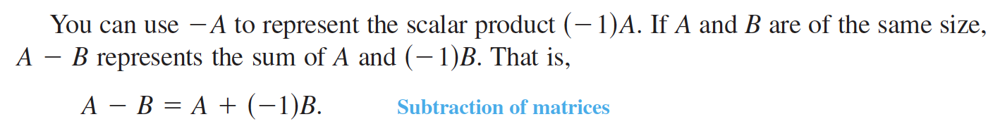 You can use −A to represent the scalar product (−1)A. If A and B are of the same size,
A − B represents the sum of A and (−1)B. That is,
A − B = A + (−1)B. Subtraction of matrices